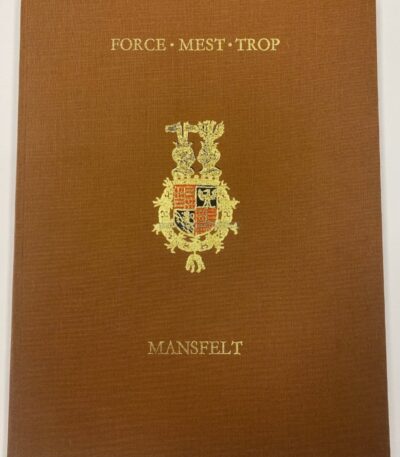 FORCE · MEST · TROP
MANSFELT